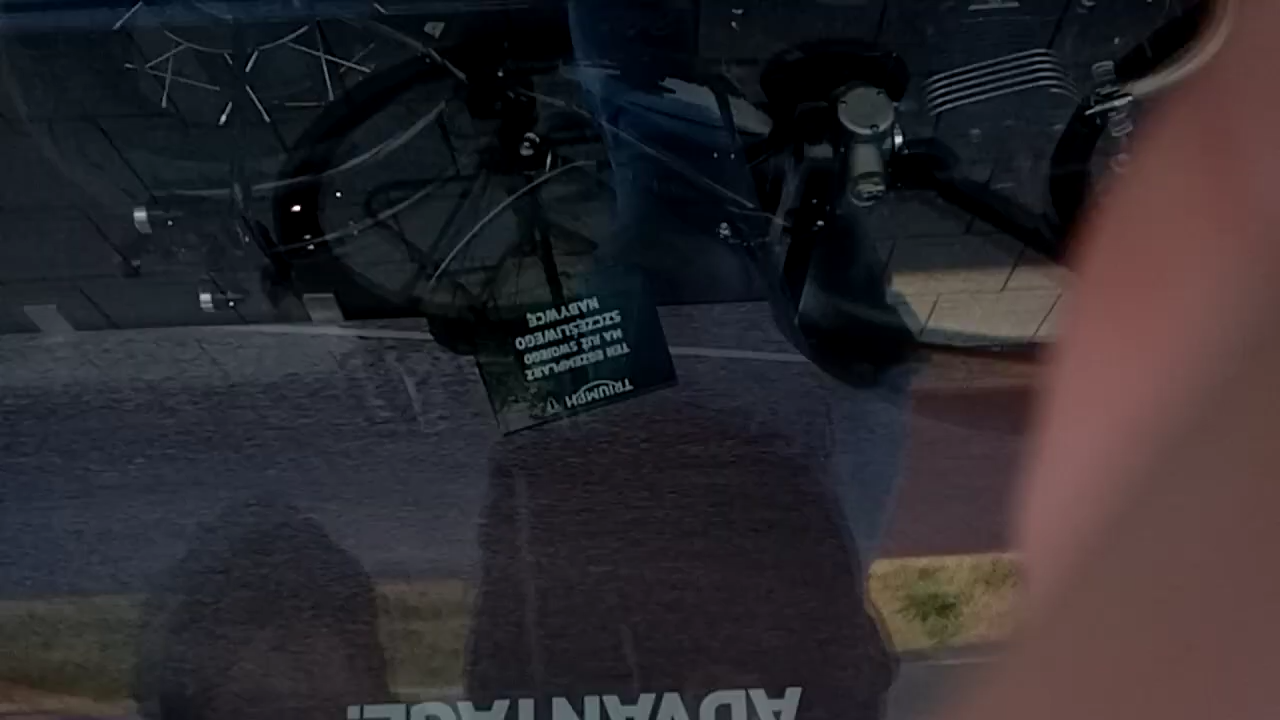 ADVANTAGE.
TRIUMPH
TEN EGZEMPLARZ
MA JUŻ SWOJEGO
SZCZĘŚLIWEGO
NABYWCĘ